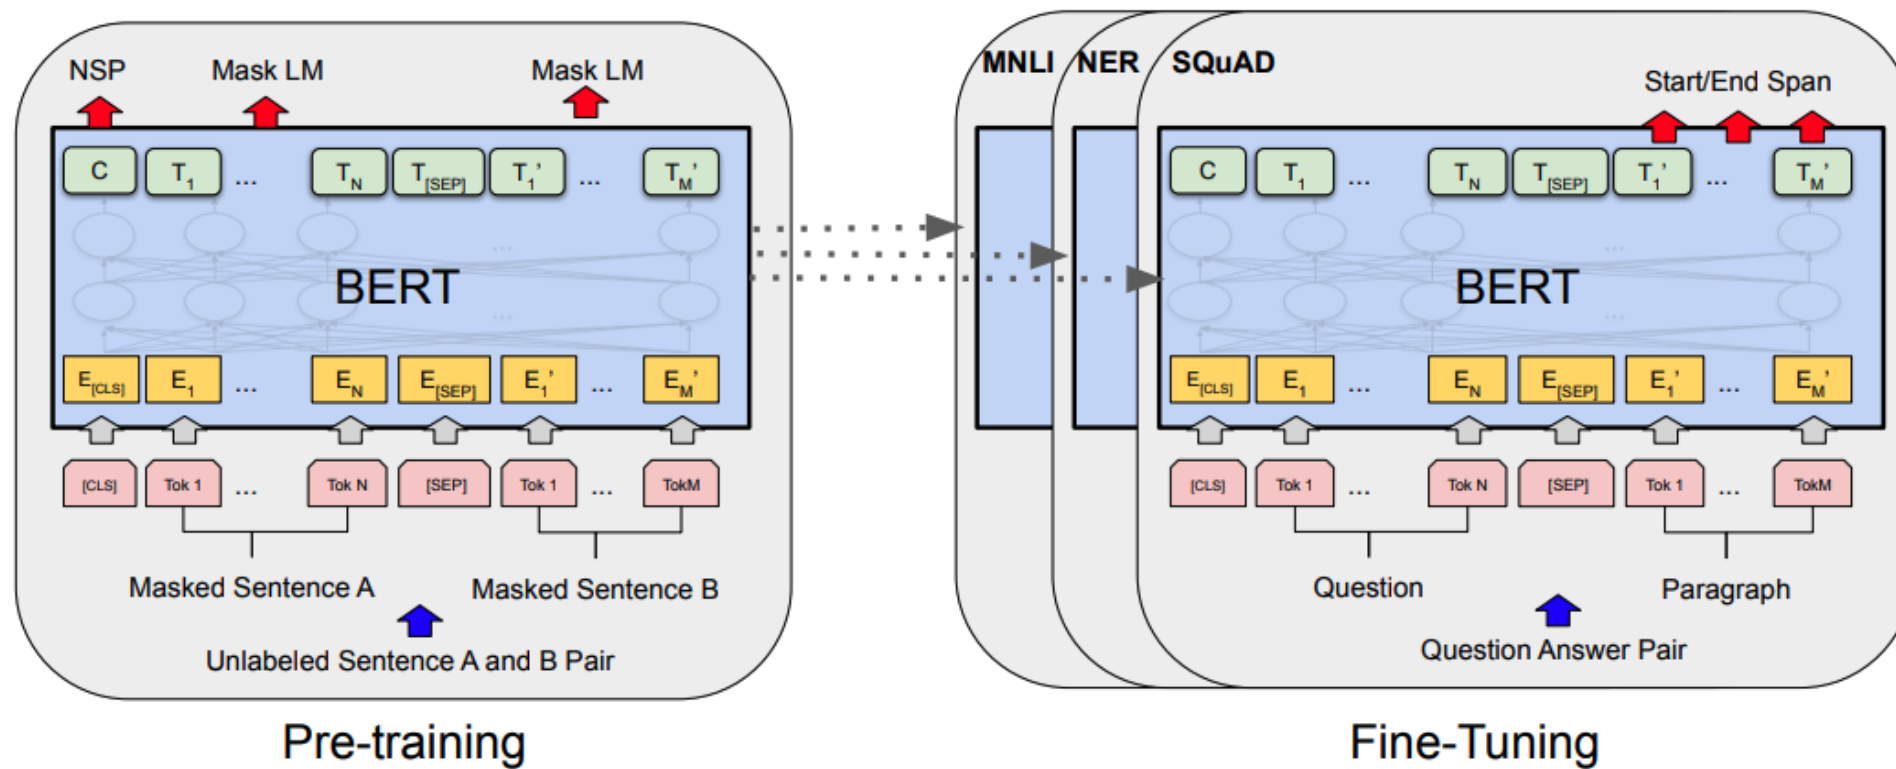 NSP Mask LM Mask LM
C T1 ... TN T[SEP] T1' ... TM'
...
BERT
...
E[CLS] E1 ... EN E[SEP] E1' ... EM'
[CLS] Tok 1 ... Tok N [SEP] Tok 1 ... TokM
Masked Sentence A Masked Sentence B
Unlabeled Sentence A and B Pair
Pre-training
MNLI NER SQuAD
Start/End Span
C T1 ... TN T[SEP] T1' ... TM'
...
BERT
...
E[CLS] E1 ... EN E[SEP] E1' ... EM'
[CLS] Tok 1 ... Tok N [SEP] Tok 1 ... TokM
Question Paragraph
Question Answer Pair
Fine-Tuning